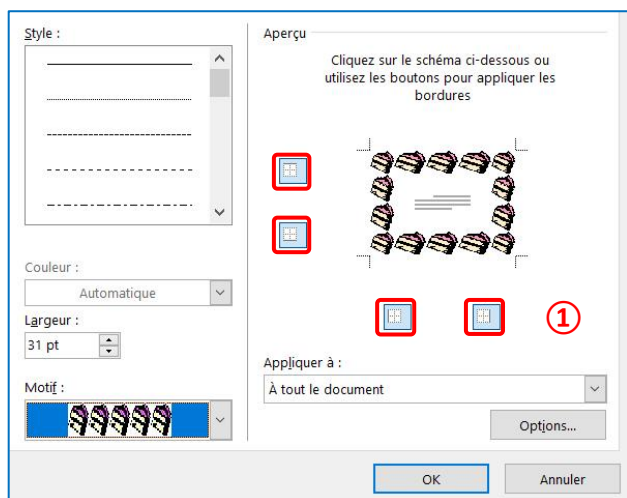 Style :
Aperçu
Cliquez sur le schéma ci-dessous ou
utilisez les boutons pour appliquer les
bordures
Couleur :
Automatique
Largeur :
31 pt
Motif :
①
Appliquer à :
À tout le document
Options...
OK
Annuler